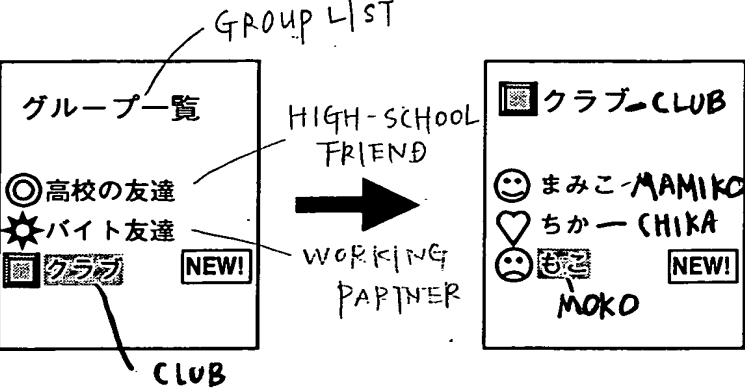 GROUP LIST
グループ一覧
高校の友達
バイト友達
クラブ NEW!
CLUB
HIGH-SCHOOL
FRIEND
WORKING
PARTNER
クラブ CLUB
まみこ MAMIKO
ちか CHIKA
もこ NEW!
MOKO